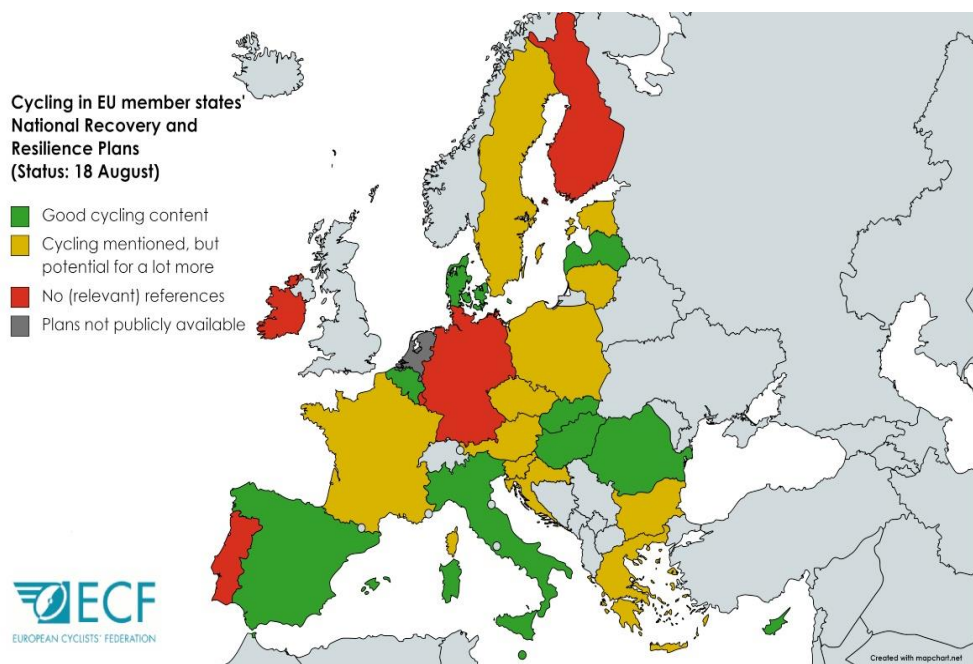 Cycling in EU member states'
National Recovery and
Resilience Plans
(Status: 18 August)
Good cycling content
Cycling mentioned, but
potential for a lot more
No (relevant) references
Plans not publicly available
ECF
EUROPEAN CYCLISTS' FEDERATION
Created with mapchart.net